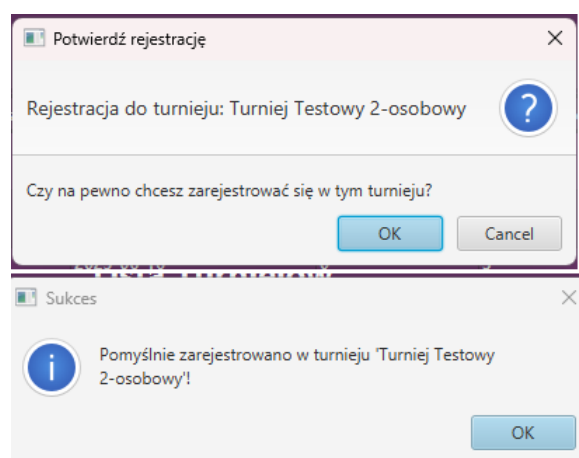 Potwierdź rejestrację
Rejestracja do turnieju: Turniej Testowy 2-osobowy
?
Czy na pewno chcesz zarejestrować się w tym turnieju?
OK Cancel
Sukces
i
Pomyślnie zarejestrowano w turnieju 'Turniej Testowy
2-osobowy'!
OK